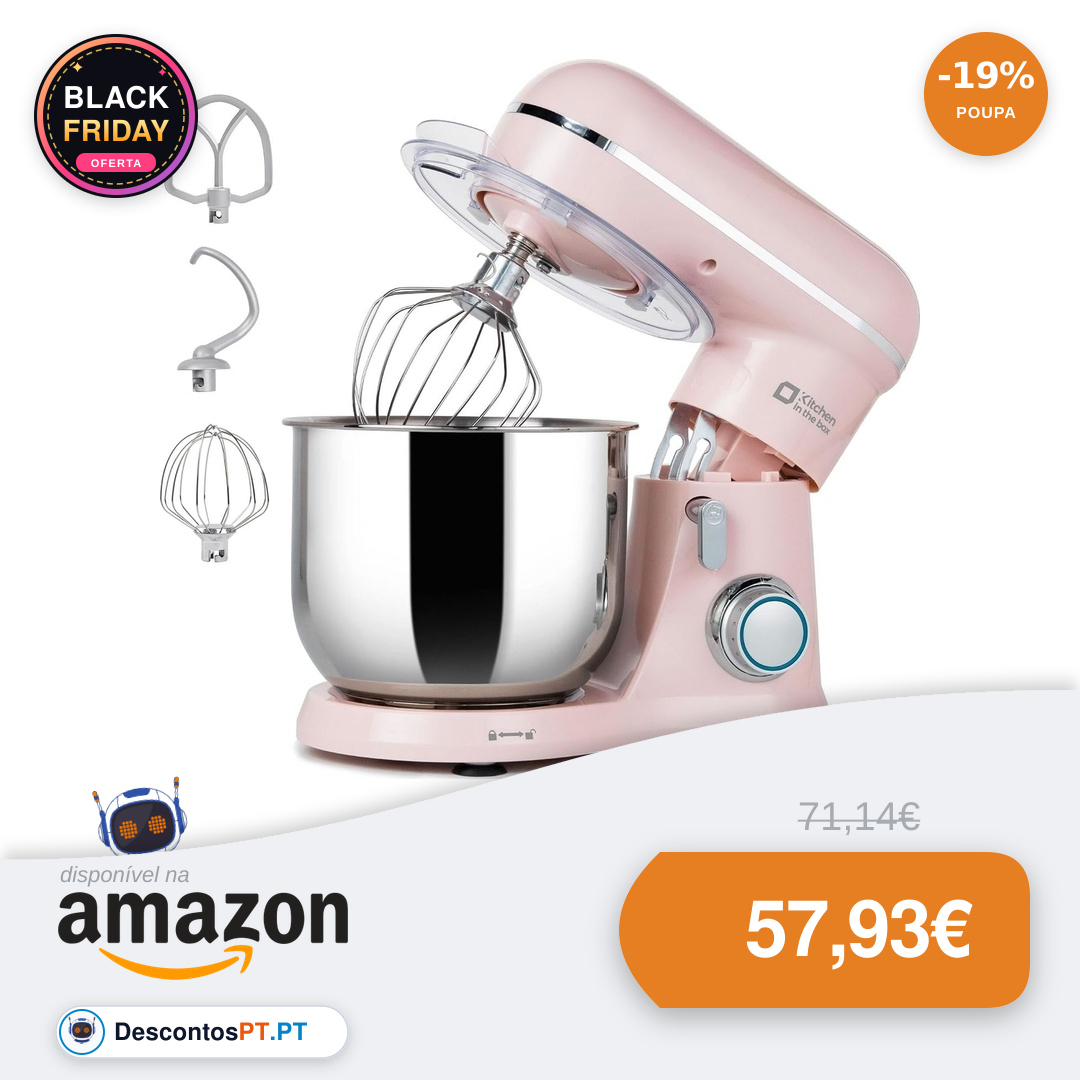 BLACK
FRIDAY
OFERTA
-19%
POUPA
Kitchen
in the box
71,14€
57,93€
disponível na
amazon
DescontosPT.PT